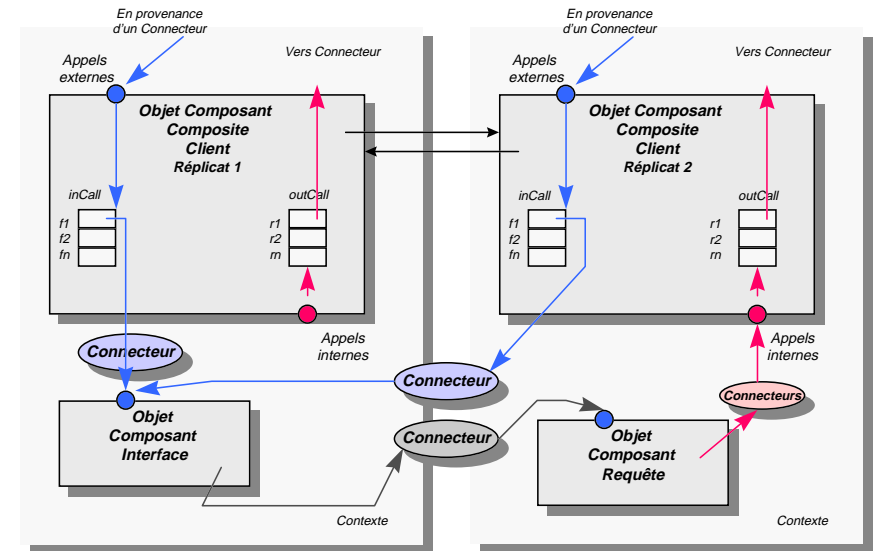 En provenance
d'un Connecteur
Vers Connecteur
Appels
externes
Objet Composant
Composite
Client
Réplicat 1
inCall
outCall
f1
f2
fn
r1
r2
rn
Appels
internes
Connecteur
Objet
Composant
Interface
Contexte
Connecteur
Connecteur
En provenance
d'un Connecteur
Vers Connecteur
Appels
externes
Objet Composant
Composite
Client
Réplicat 2
inCall
outCall
f1
f2
fn
r1
r2
rn
Appels
internes
Connecteurs
Objet
Composant
Requête
Contexte